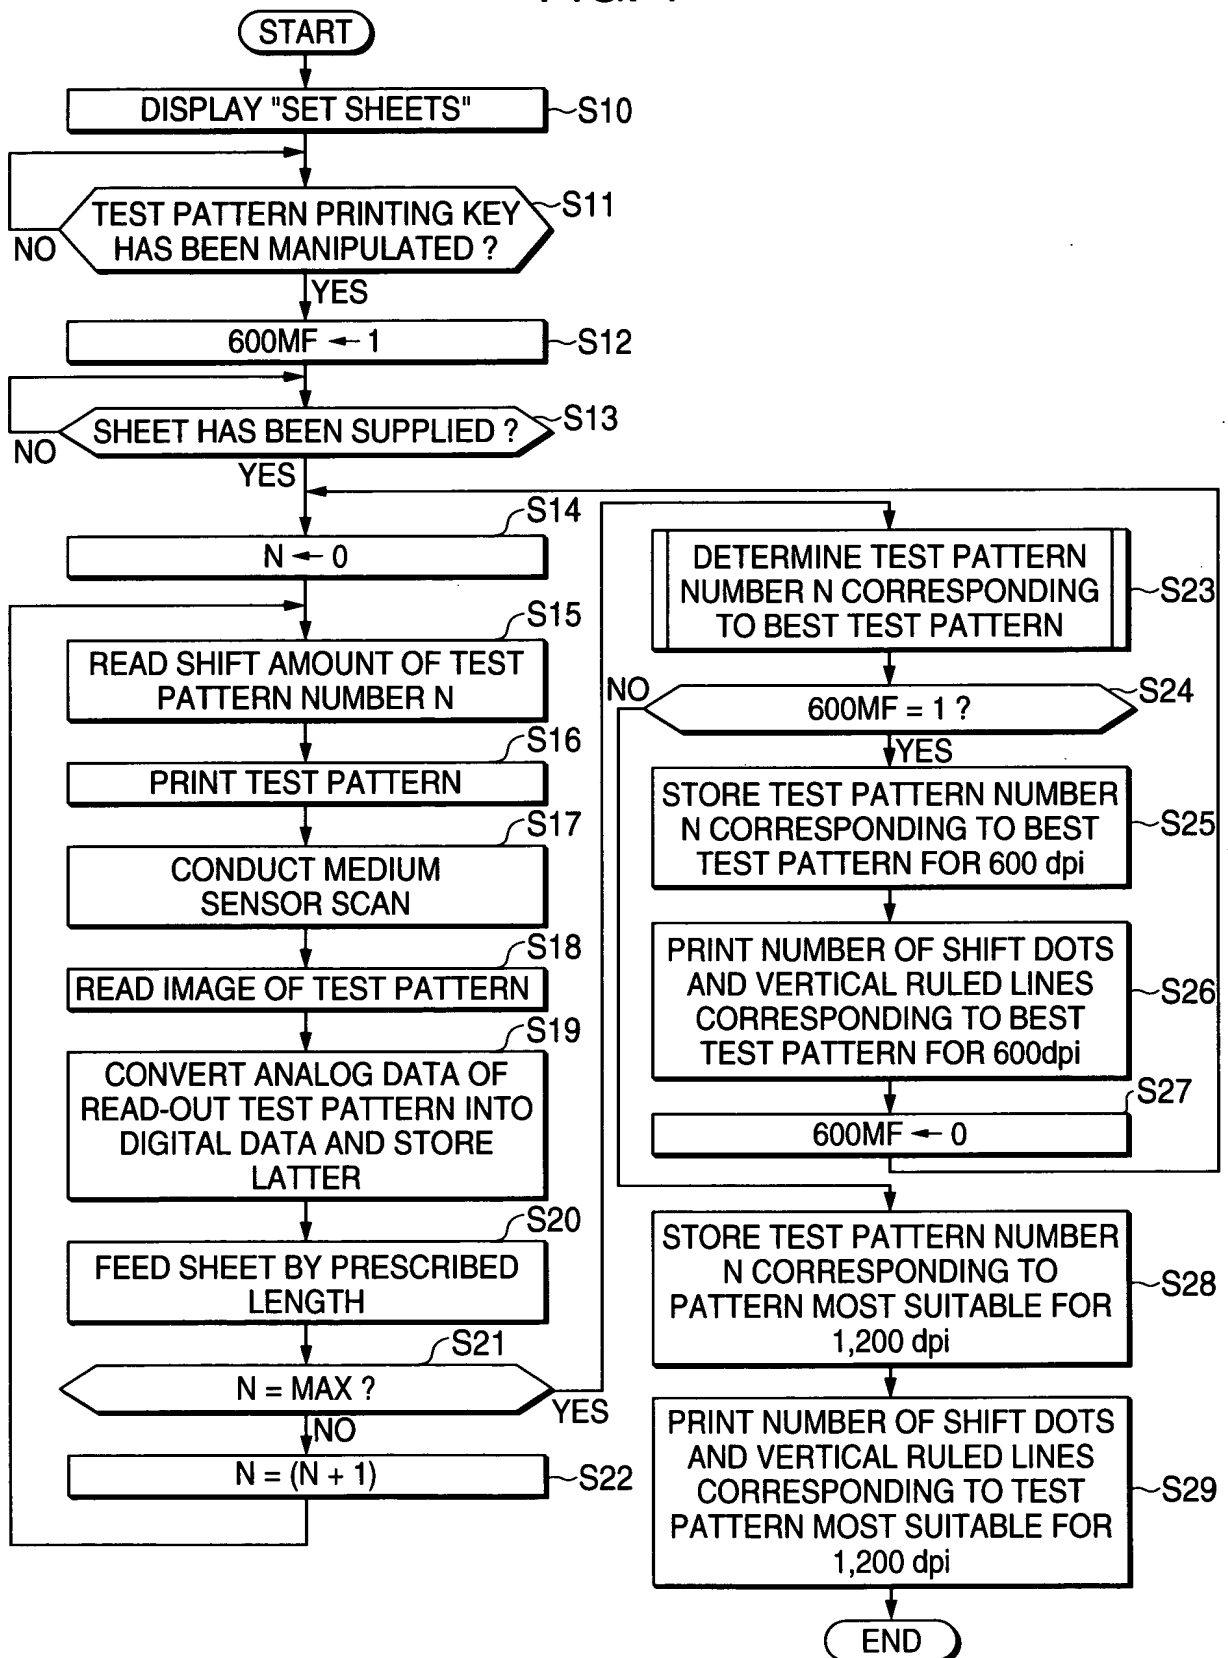 START
DISPLAY "SET SHEETS"
S10
TEST PATTERN PRINTING KEY
HAS BEEN MANIPULATED ?
S11
NO
YES
600MF ← 1
S12
SHEET HAS BEEN SUPPLIED ?
S13
NO
YES
S14
N ← 0
S15
READ SHIFT AMOUNT OF TEST
PATTERN NUMBER N
S16
PRINT TEST PATTERN
S17
CONDUCT MEDIUM
SENSOR SCAN
S18
READ IMAGE OF TEST PATTERN
S19
CONVERT ANALOG DATA OF
READ-OUT TEST PATTERN INTO
DIGITAL DATA AND STORE
LATTER
S20
FEED SHEET BY PRESCRIBED
LENGTH
S21
N = MAX ?
YES
NO
N = (N + 1)
S22
DETERMINE TEST PATTERN
NUMBER N CORRESPONDING
TO BEST TEST PATTERN
S23
NO
S24
600MF = 1 ?
YES
STORE TEST PATTERN NUMBER
N CORRESPONDING TO BEST
TEST PATTERN FOR 600 dpi
S25
PRINT NUMBER OF SHIFT DOTS
AND VERTICAL RULED LINES
CORRESPONDING TO BEST
TEST PATTERN FOR 600dpi
S26
S27
600MF ← 0
STORE TEST PATTERN NUMBER
N CORRESPONDING TO
PATTERN MOST SUITABLE FOR
1,200 dpi
S28
PRINT NUMBER OF SHIFT DOTS
AND VERTICAL RULED LINES
CORRESPONDING TO TEST
PATTERN MOST SUITABLE FOR
1,200 dpi
S29
END